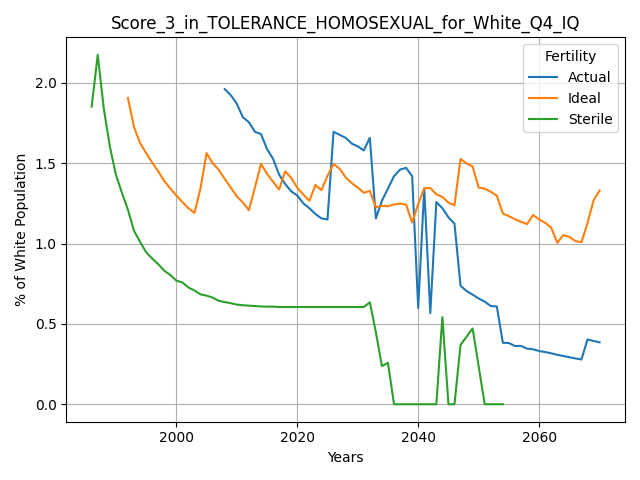 Score_3_in_TOLERANCE_HOMOSEXUAL_for_White_Q4_IQ
Fertility
Actual
Ideal
Sterile
% of White Population
2.0
1.5
1.0
0.5
0.0
2000 2020 2040 2060
Years